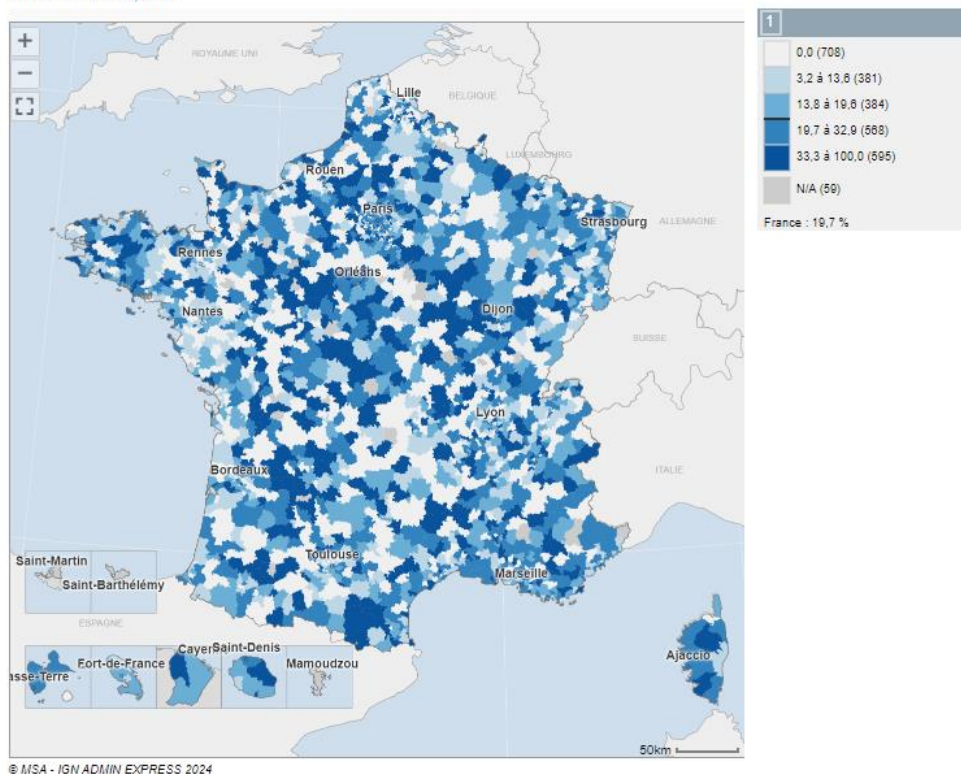 +
1
−
ROYAUME UNI
0,0 (708)
Lille
3,2 à 13,6 (381)
BELGIQUE
13,8 à 19,6 (384)
19,7 à 32,9 (568)
LUXEMBOURG
33,3 à 100,0 (595)
Rouen
N/A (59)
Paris
Strasbourg
ALLEMAGNE
France : 19,7 %
Rennes
Orléans
Nantes
Dijon
SUISSE
Lyon
Bordeaux
ITALIE
Toulouse
Saint-Martin
Marseille
Saint-Barthélémy
ESPAGNE
Saint-Denis
Fort-de-France
Mamoudzou
Ajaccio
50km
© MSA - IGN ADMIN EXPRESS 2024